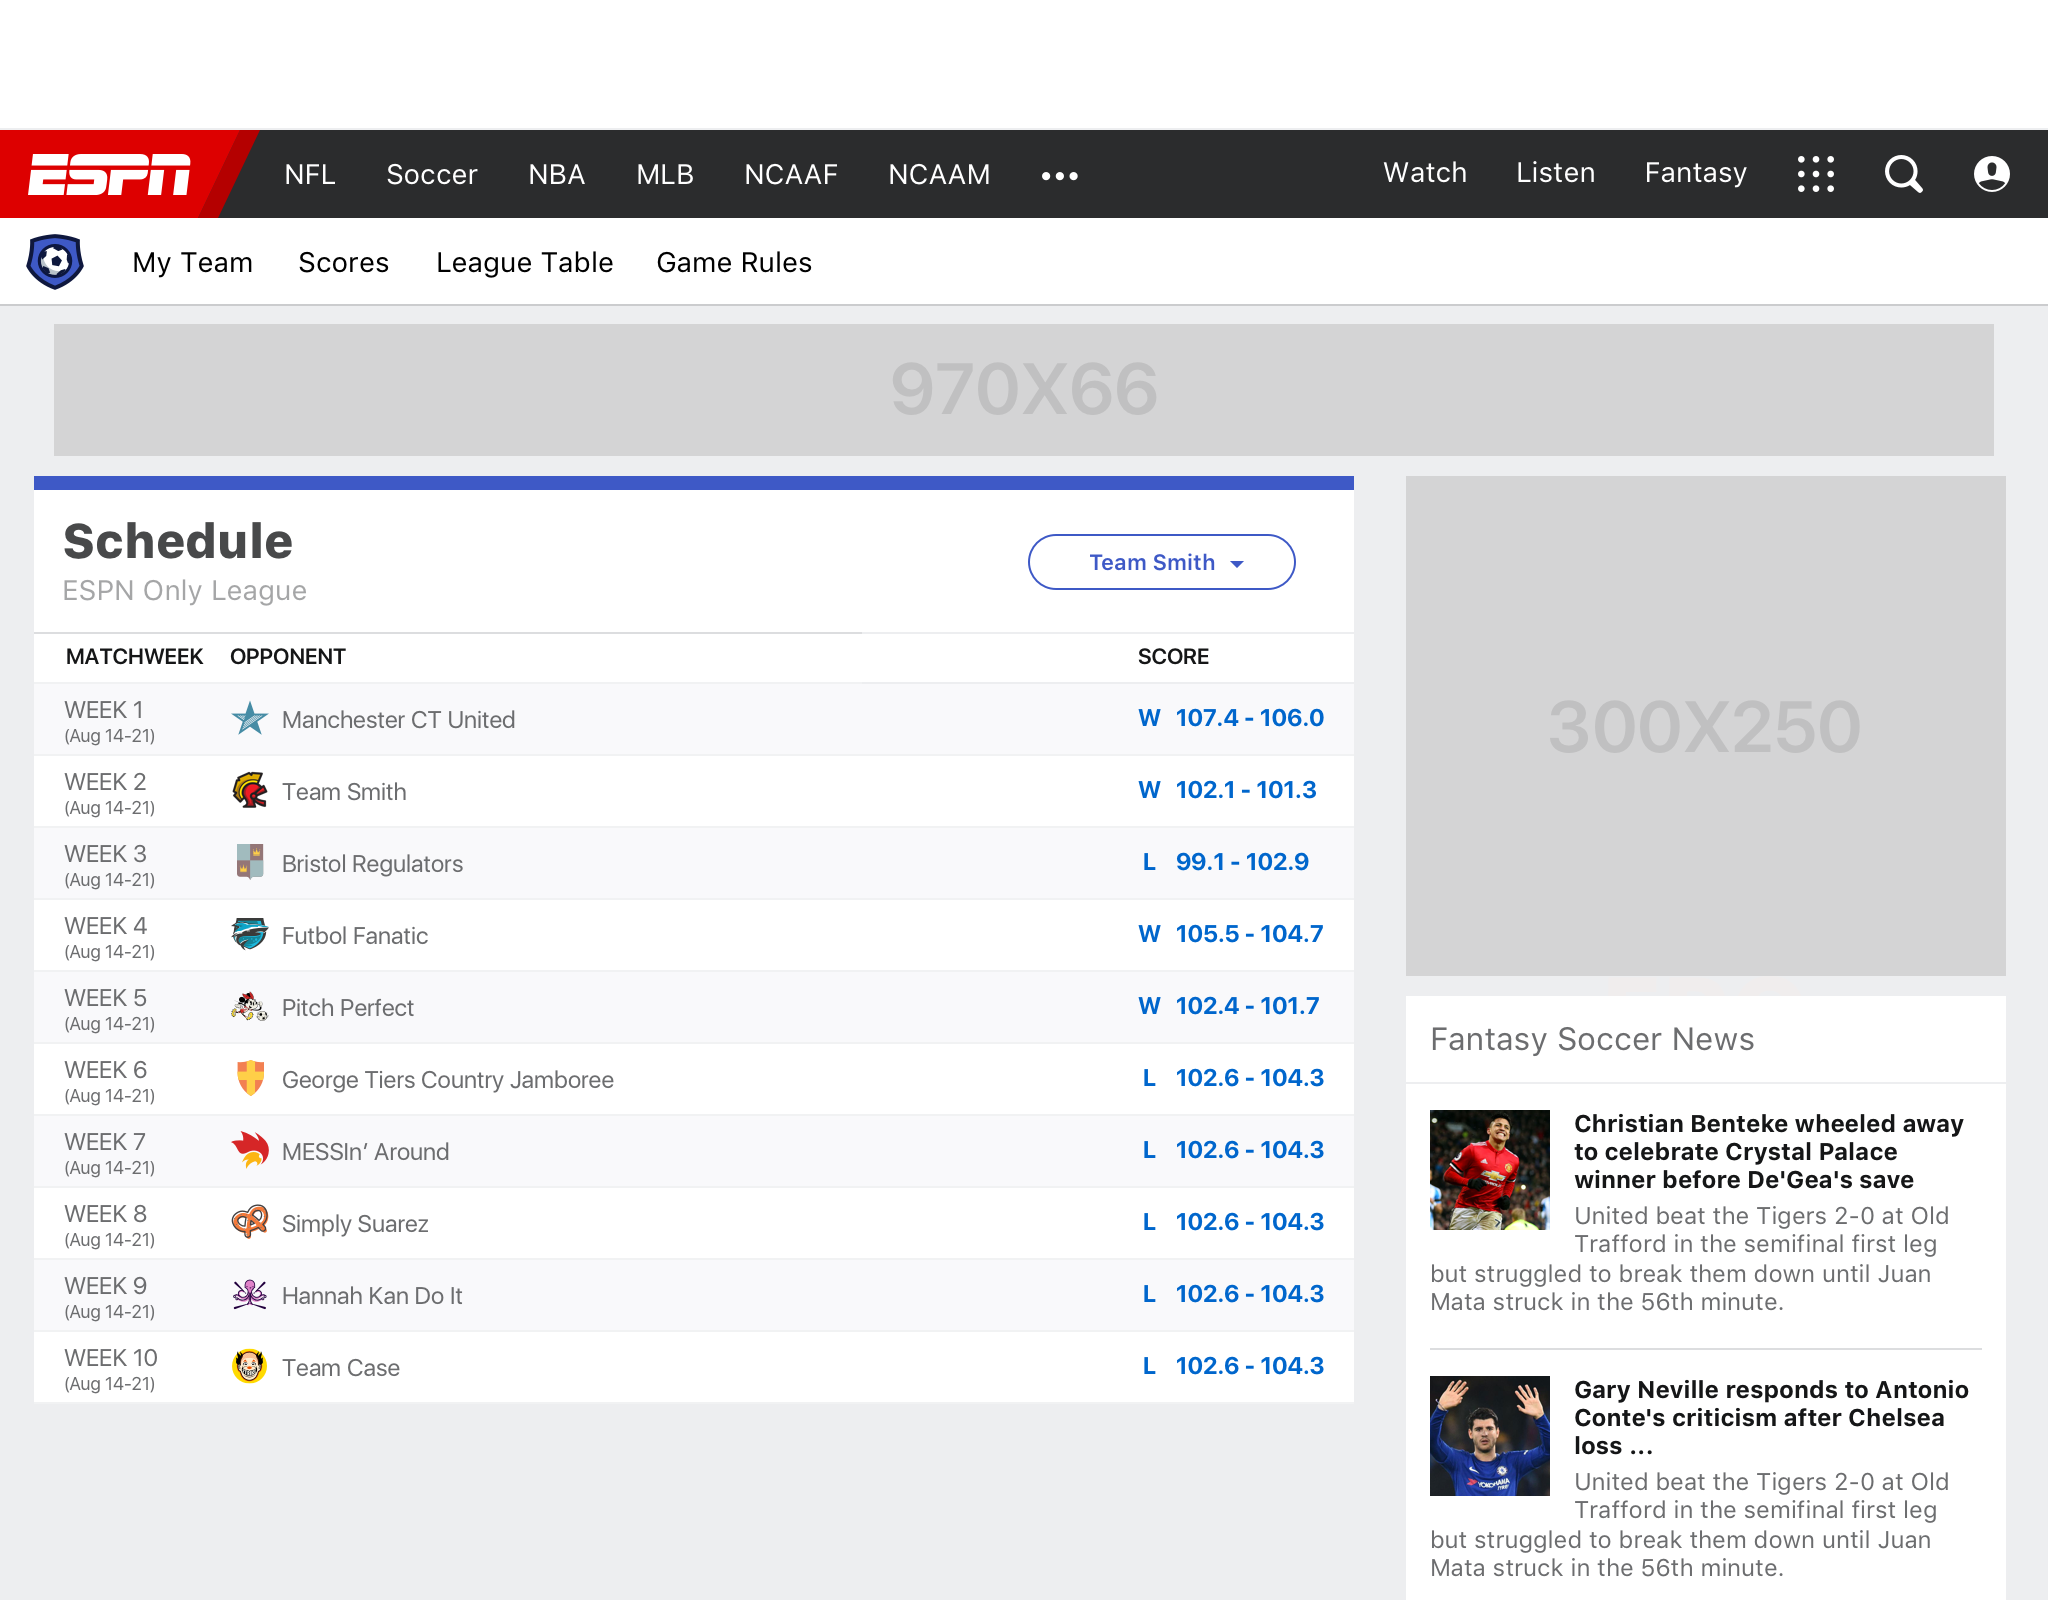 ESPN
NFL Soccer NBA MLB NCAAF NCAAM
Watch Listen Fantasy
My Team Scores League Table Game Rules
970X66
Schedule
ESPN Only League
Team Smith
MATCHWEEK OPPONENT SCORE
WEEK 1
(Aug 14-21)
Manchester CT United
W 107.4 - 106.0
WEEK 2
(Aug 14-21)
Team Smith
W 102.1 - 101.3
WEEK 3
(Aug 14-21)
Bristol Regulators
L 99.1 - 102.9
WEEK 4
(Aug 14-21)
Futbol Fanatic
W 105.5 - 104.7
WEEK 5
(Aug 14-21)
Pitch Perfect
W 102.4 - 101.7
WEEK 6
(Aug 14-21)
George Tiers Country Jamboree
L 102.6 - 104.3
WEEK 7
(Aug 14-21)
MESSIn’ Around
L 102.6 - 104.3
WEEK 8
(Aug 14-21)
Simply Suarez
L 102.6 - 104.3
WEEK 9
(Aug 14-21)
Hannah Kan Do It
L 102.6 - 104.3
WEEK 10
(Aug 14-21)
Team Case
L 102.6 - 104.3
300X250
Fantasy Soccer News
Christian Benteke wheeled away
to celebrate Crystal Palace
winner before De'Gea's save
United beat the Tigers 2-0 at Old
Trafford in the semifinal first leg
but struggled to break them down until Juan
Mata struck in the 56th minute.
Gary Neville responds to Antonio
Conte's criticism after Chelsea
loss ...
YOKOHAMA
United beat the Tigers 2-0 at Old
Trafford in the semifinal first leg
but struggled to break them down until Juan
Mata struck in the 56th minute.